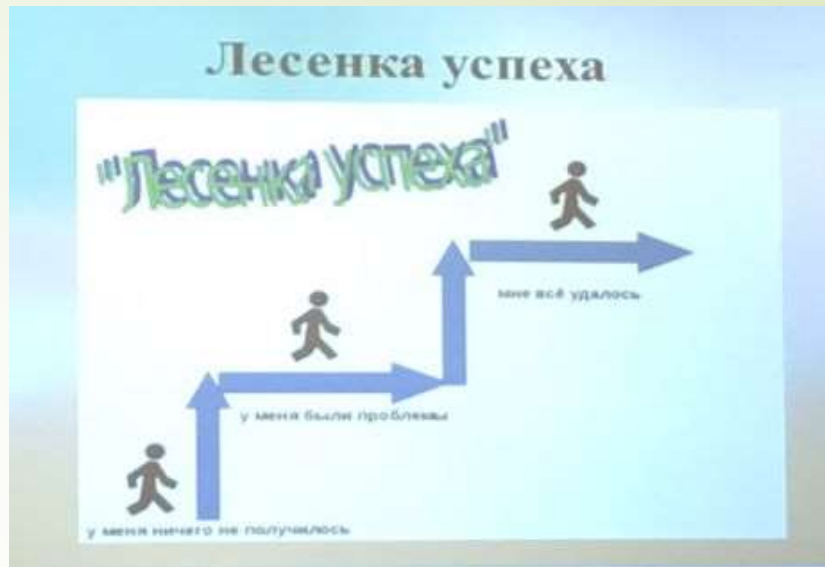 Лесенка успеха
"Лесенка успеха"
мне всё удалось
у меня были проблемы
у меня ничего не получилось